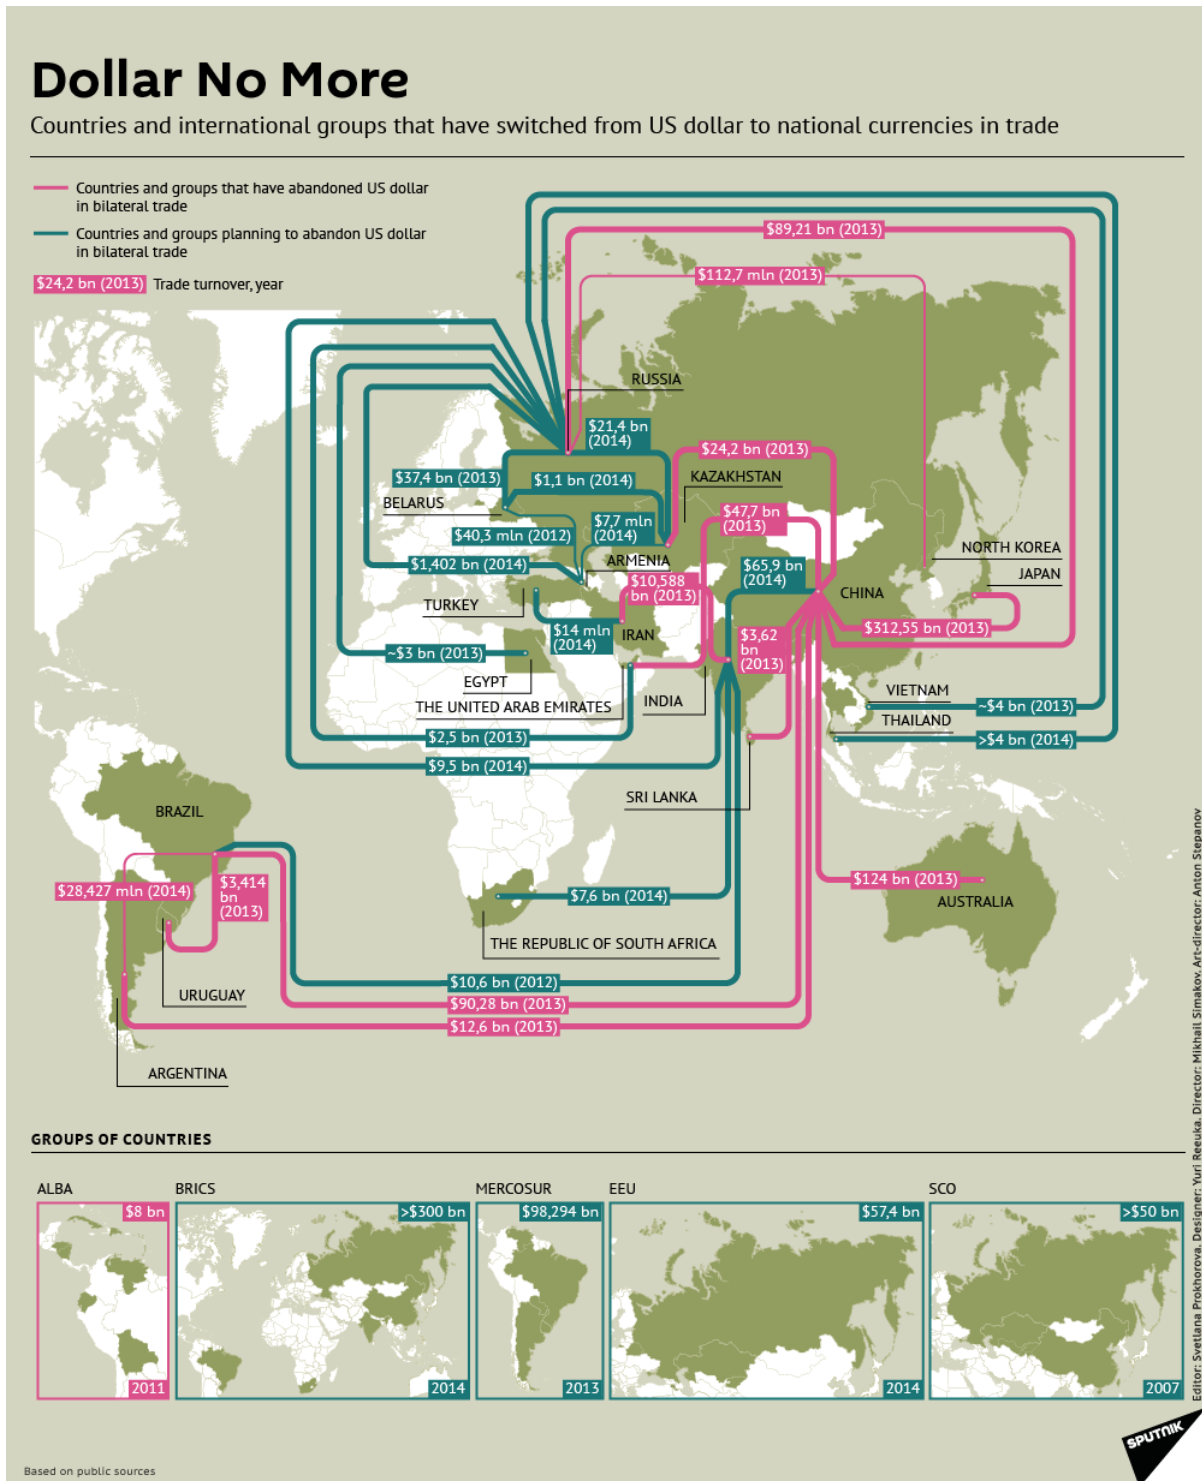 Dollar No More
Countries and international groups that have switched from US dollar to national currencies in trade
Countries and groups that have abandoned US dollar
in bilateral trade
Countries and groups planning to abandon US dollar
in bilateral trade
$24,2 bn (2013) Trade turnover, year
$89,21 bn (2013)
$112,7 mln (2013)
RUSSIA
$21,4 bn
(2014)
$24,2 bn (2013)
$37,4 bn (2013)
$1,1 bn (2014)
KAZAKHSTAN
BELARUS
$47,7 bn
(2013)
$7,7 mln
(2014)
$40,3 mln (2012)
NORTH KOREA
ARMENIA
$1,402 bn (2014)
$65,9 bn
(2014)
JAPAN
$10,588
bn (2013)
CHINA
TURKEY
$14 mln
(2014)
IRAN
$3,62
bn
(2013)
$312,55 bn (2013)
~$3 bn (2013)
EGYPT
THE UNITED ARAB EMIRATES
INDIA
VIETNAM
~$4 bn (2013)
THAILAND
$2,5 bn (2013)
>$4 bn (2014)
$9,5 bn (2014)
SRI LANKA
BRAZIL
$28,427 mln (2014)
$3,414
bn
(2013)
$7,6 bn (2014)
$124 bn (2013)
AUSTRALIA
THE REPUBLIC OF SOUTH AFRICA
$10,6 bn (2012)
URUGUAY
$90,28 bn (2013)
$12,6 bn (2013)
ARGENTINA
GROUPS OF COUNTRIES
ALBA
$8 bn
2011
BRICS
>$300 bn
2014
MERCOSUR
$98,294 bn
2013
EEU
$57,4 bn
2014
SCO
>$50 bn
2007
Editor: Svetlana Prokhorova, Designer: Yuri Reeuka, Director: Mikhail Simakov, Art-director: Anton Stepanov
SPUTNIK
Based on public sources